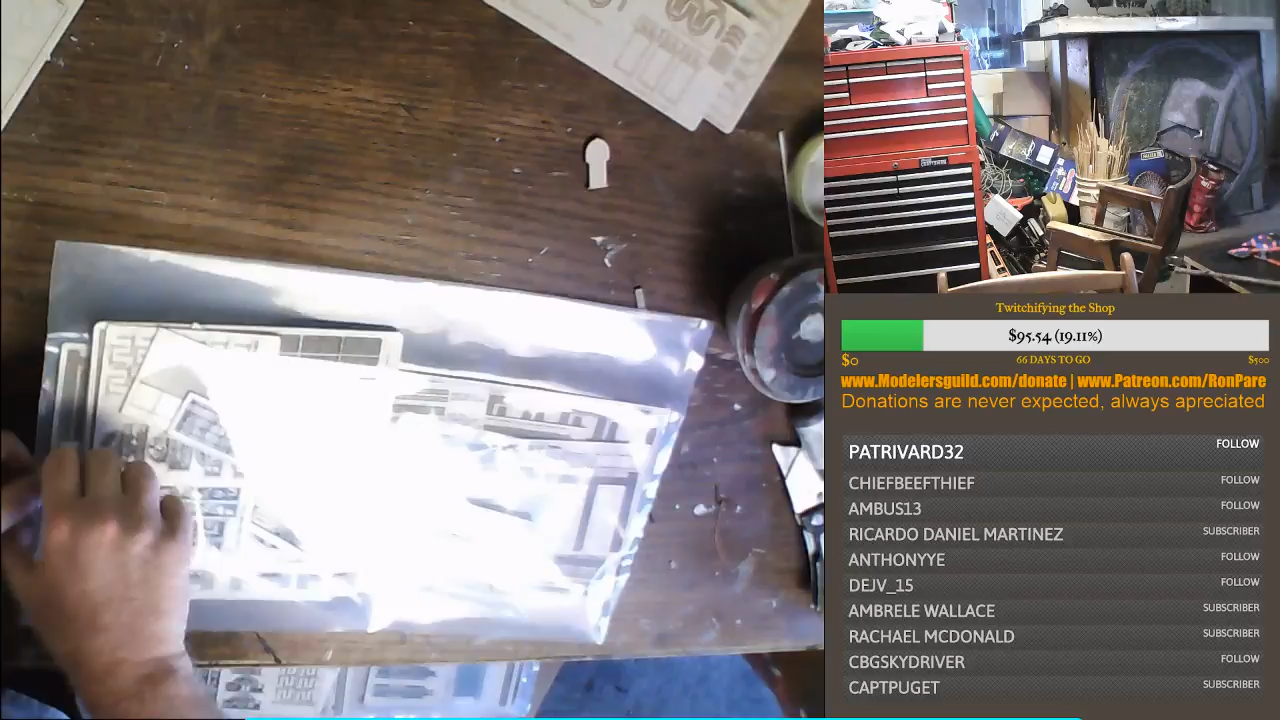 Twitchifying the Shop
$95.54 (19.11%)
$0 66 DAYS TO GO $500
www.Modelersguild.com/donate | www.Patreon.com/RonPare
Donations are never expected, always apreciated
PATRIVARD32 FOLLOW
CHIEFBEEFTHIEF FOLLOW
AMBUS13 FOLLOW
RICARDO DANIEL MARTINEZ SUBSCRIBER
ANTHONYYE FOLLOW
DEJV_15 FOLLOW
AMBRELE WALLACE SUBSCRIBER
RACHAEL MCDONALD SUBSCRIBER
CBGSKYDRIVER FOLLOW
CAPTPUGET SUBSCRIBER